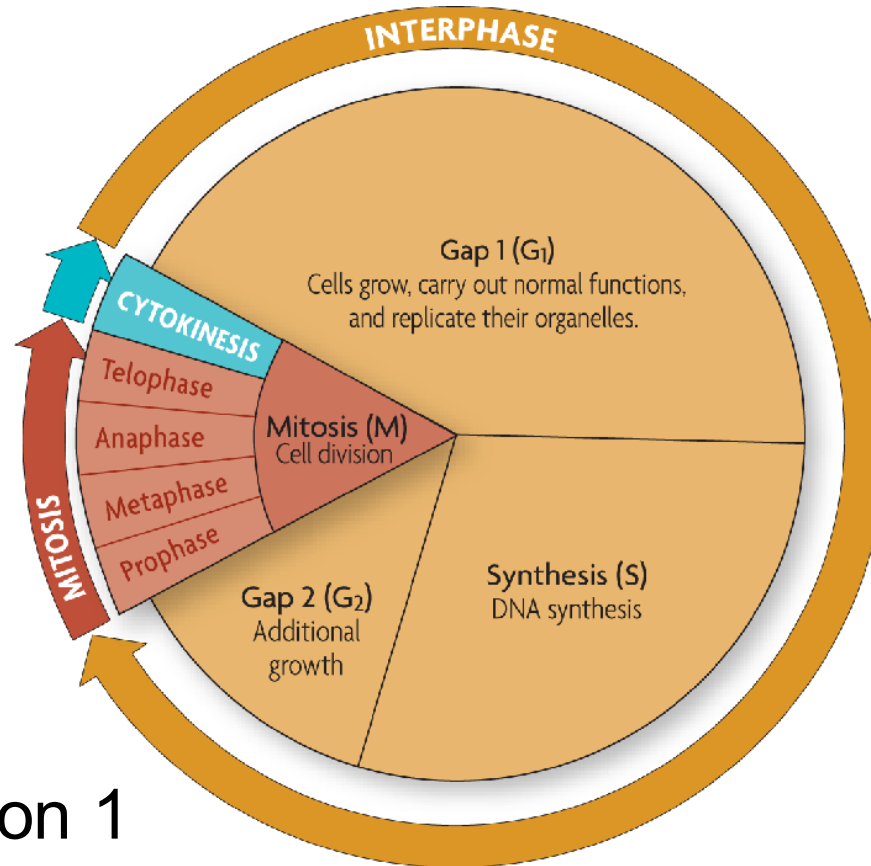 INTERPHASE
Gap 1 (G₁)
Cells grow, carry out normal functions,
and replicate their organelles.
CYTOKINESIS
Telophase
Anaphase
Metaphase
Prophase
Mitosis (M)
Cell division
MITOSIS
Gap 2 (G₂)
Additional
growth
Synthesis (S)
DNA synthesis
on 1